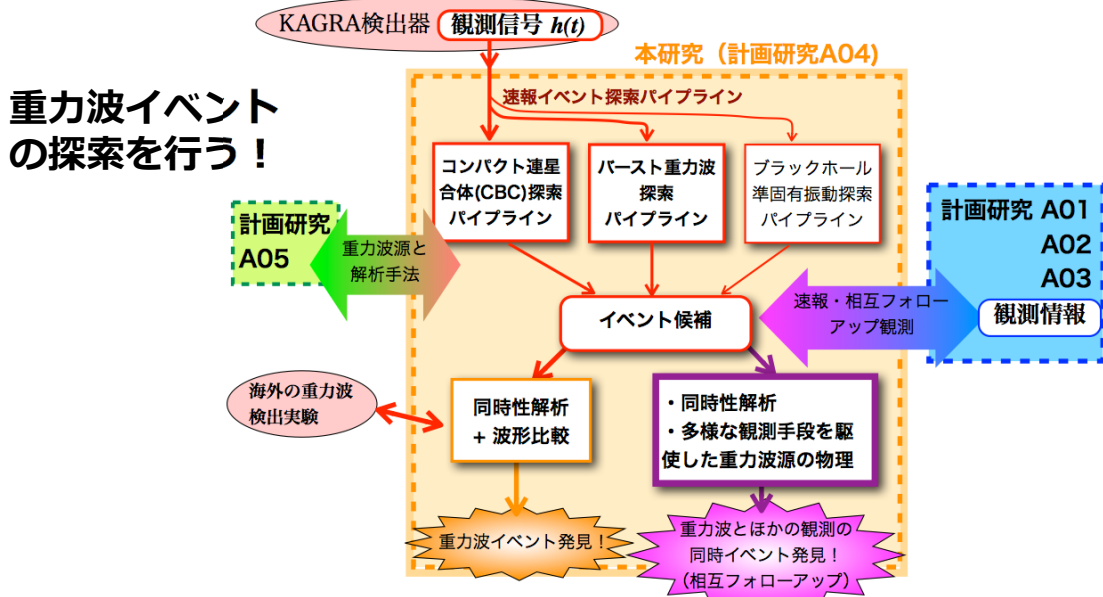 KAGRA検出器 観測信号 h(t)
本研究（計画研究A04)
重力波イベント
の探索を行う！
速報イベント探索パイプライン
コンパクト連星
合体(CBC)探索
パイプライン
バースト重力波
探索
パイプライン
ブラックホール
準固有振動探索
パイプライン
計画研究
A05
重力波源と
解析手法
計画研究 A01
A02
A03
観測情報
速報・相互フォロー
アップ観測
イベント候補
海外の重力波
検出実験
同時性解析
+ 波形比較
・同時性解析
・多様な観測手段を駆
使した重力波源の物理
重力波イベント発見！
重力波とほかの観測の
同時イベント発見！
（相互フォローアップ）